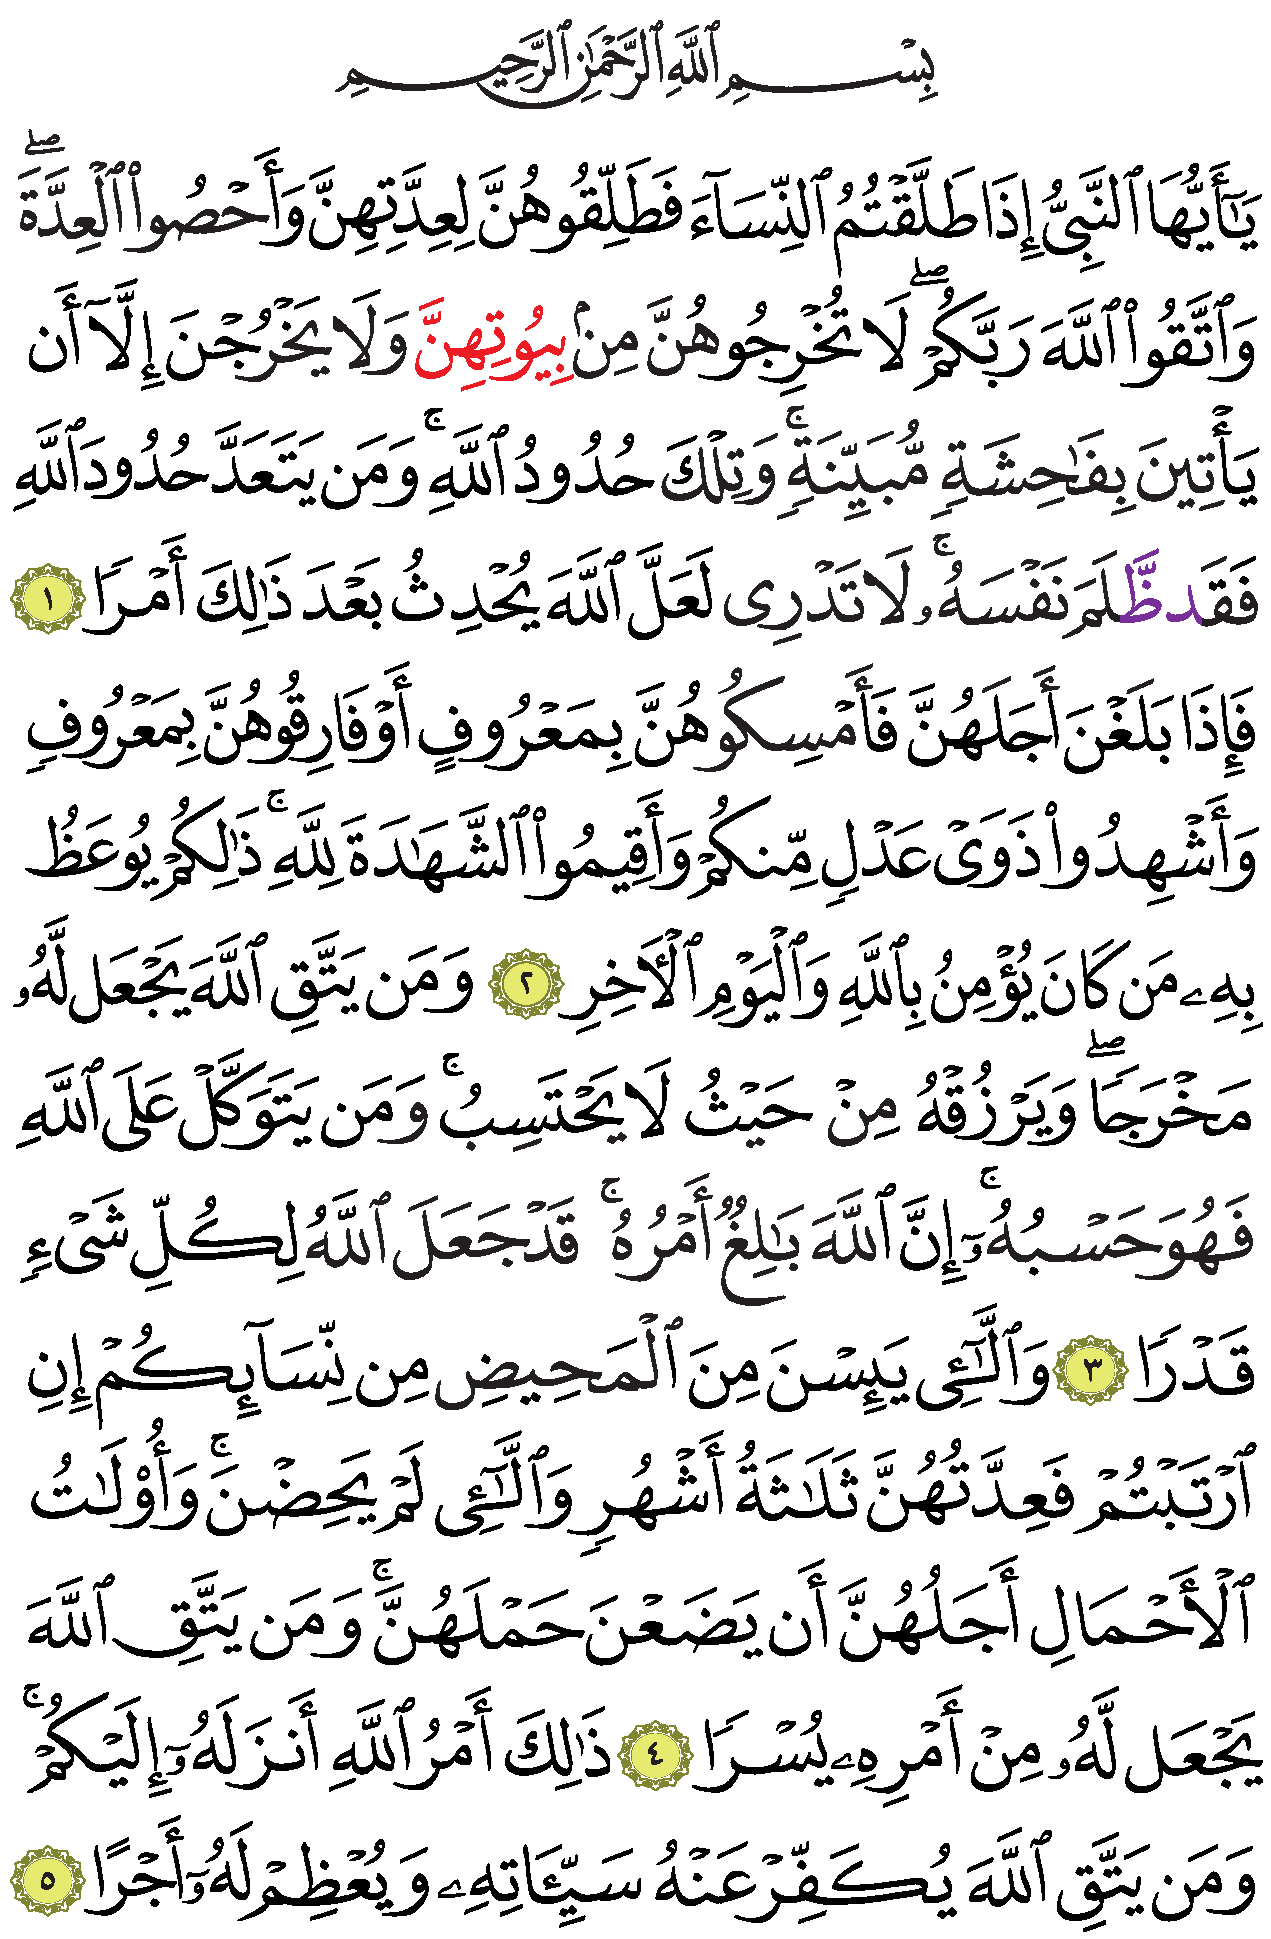 بِسْمِ ٱللَّهِ ٱلرَّحْمَٰنِ ٱلرَّحِيمِ
يَٰٓأَيُّهَا ٱلنَّبِىُّ إِذَا طَلَّقْتُمُ ٱلنِّسَآءَ فَطَلِّقُوهُنَّ لِعِدَّتِهِنَّ وَأَحْصُوا۟ ٱلْعِدَّةَ ۖ
وَٱتَّقُوا۟ ٱللَّهَ رَبَّكُمْ ۖ لَا تُخْرِجُوهُنَّ مِنۢ بِيُوتِهِنَّ وَلَا يَخْرُجْنَ إِلَّآ أَن
يَأْتِينَ بِفَٰحِشَةٍ مُّبَيِّنَةٍ ۚ وَتِلْكَ حُدُودُ ٱللَّهِ ۚ وَمَن يَتَعَدَّ حُدُودَ ٱللَّهِ
فَقَد ظَّلَمَ نَفْسَهُۥ ۚ لَا تَدْرِى لَعَلَّ ٱللَّهَ يُحْدِثُ بَعْدَ ذَٰلِكَ أَمْرًا ١
فَإِذَا بَلَغْنَ أَجَلَهُنَّ فَأَمْسِكُوهُنَّ بِمَعْرُوفٍ أَوْ فَارِقُوهُنَّ بِمَعْرُوفٍ
وَأَشْهِدُوا۟ ذَوَىْ عَدْلٍ مِّنكُمْ وَأَقِيمُوا۟ ٱلشَّهَٰدَةَ لِلَّهِ ۚ ذَٰلِكُمْ يُوعَظُ
بِهِۦ مَن كَانَ يُؤْمِنُ بِٱللَّهِ وَٱلْيَوْمِ ٱلْأَخِرِ ٢ وَمَن يَتَّقِ ٱللَّهَ يَجْعَل لَّهُۥ
مَخْرَجًا ۖ وَيَرْزُقْهُ مِنْ حَيْثُ لَا يَحْتَسِبُ ۚ وَمَن يَتَوَكَّلْ عَلَى ٱللَّهِ
فَهُوَ حَسْبُهُۥٓ ۚ إِنَّ ٱللَّهَ بَٰلِغٌ أَمْرُهُ ۚ قَدْ جَعَلَ ٱللَّهُ لِكُلِّ شَىْءٍ
قَدْرًا ٣ وَٱلَّٰٓـِٔى يَئِسْنَ مِنَ ٱلْمَحِيضِ مِن نِّسَآئِكُمْ إِنِ
ٱرْتَبْتُمْ فَعِدَّتُهُنَّ ثَلَٰثَةُ أَشْهُرٍ وَٱلَّٰٓـِٔى لَمْ يَحِضْنَ ۚ وَأُو۟لَٰتُ
ٱلْأَحْمَالِ أَجَلُهُنَّ أَن يَضَعْنَ حَمْلَهُنَّ ۚ وَمَن يَتَّقِ ٱللَّهَ
يَجْعَل لَّهُۥ مِنْ أَمْرِهِۦ يُسْرًا ٤ ذَٰلِكَ أَمْرُ ٱللَّهِ أَنزَلَهُۥٓ إِلَيْكُمْ ۚ
وَمَن يَتَّقِ ٱللَّهَ يُكَفِّرْ عَنْهُ سَيِّـَٔاتِهِۦ وَيُعْظِمْ لَهُۥٓ أَجْرًا ٥